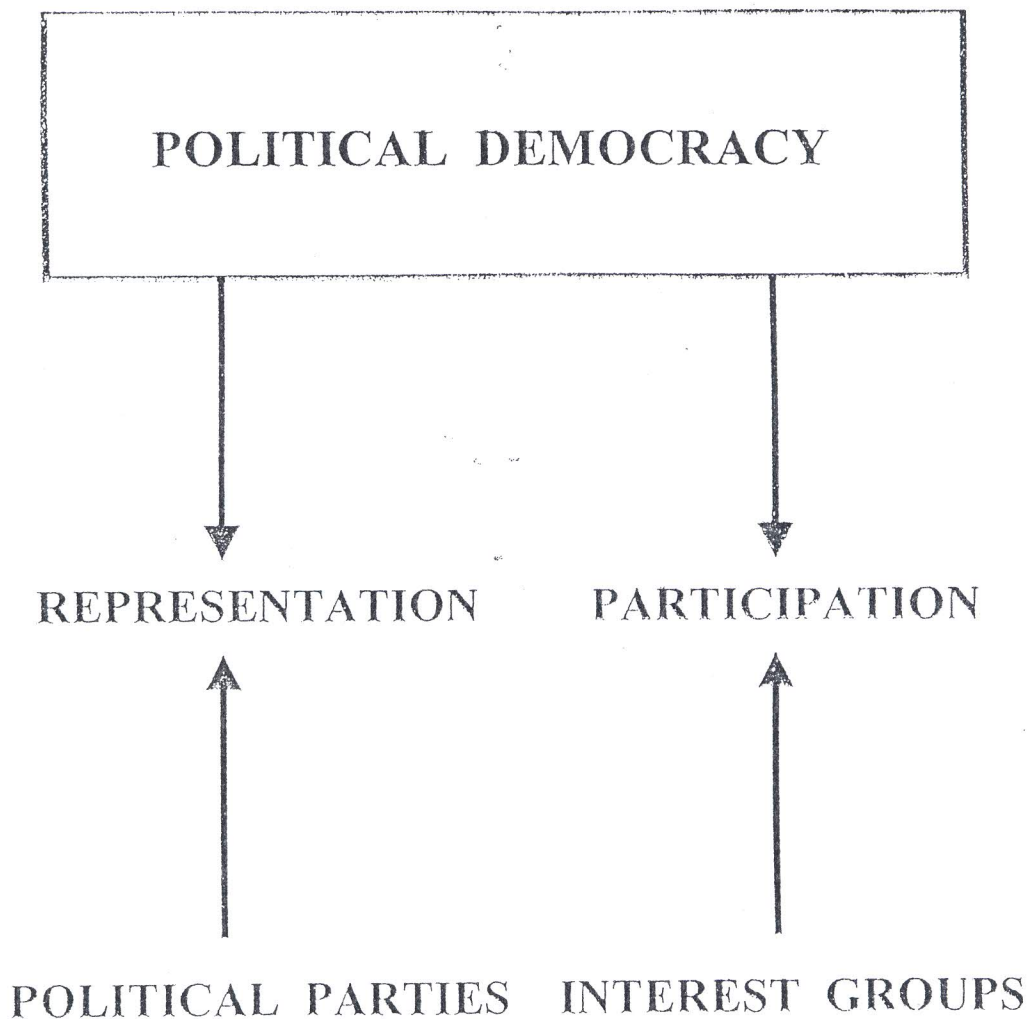 POLITICAL DEMOCRACY
REPRESENTATION PARTICIPATION
POLITICAL PARTIES INTEREST GROUPS